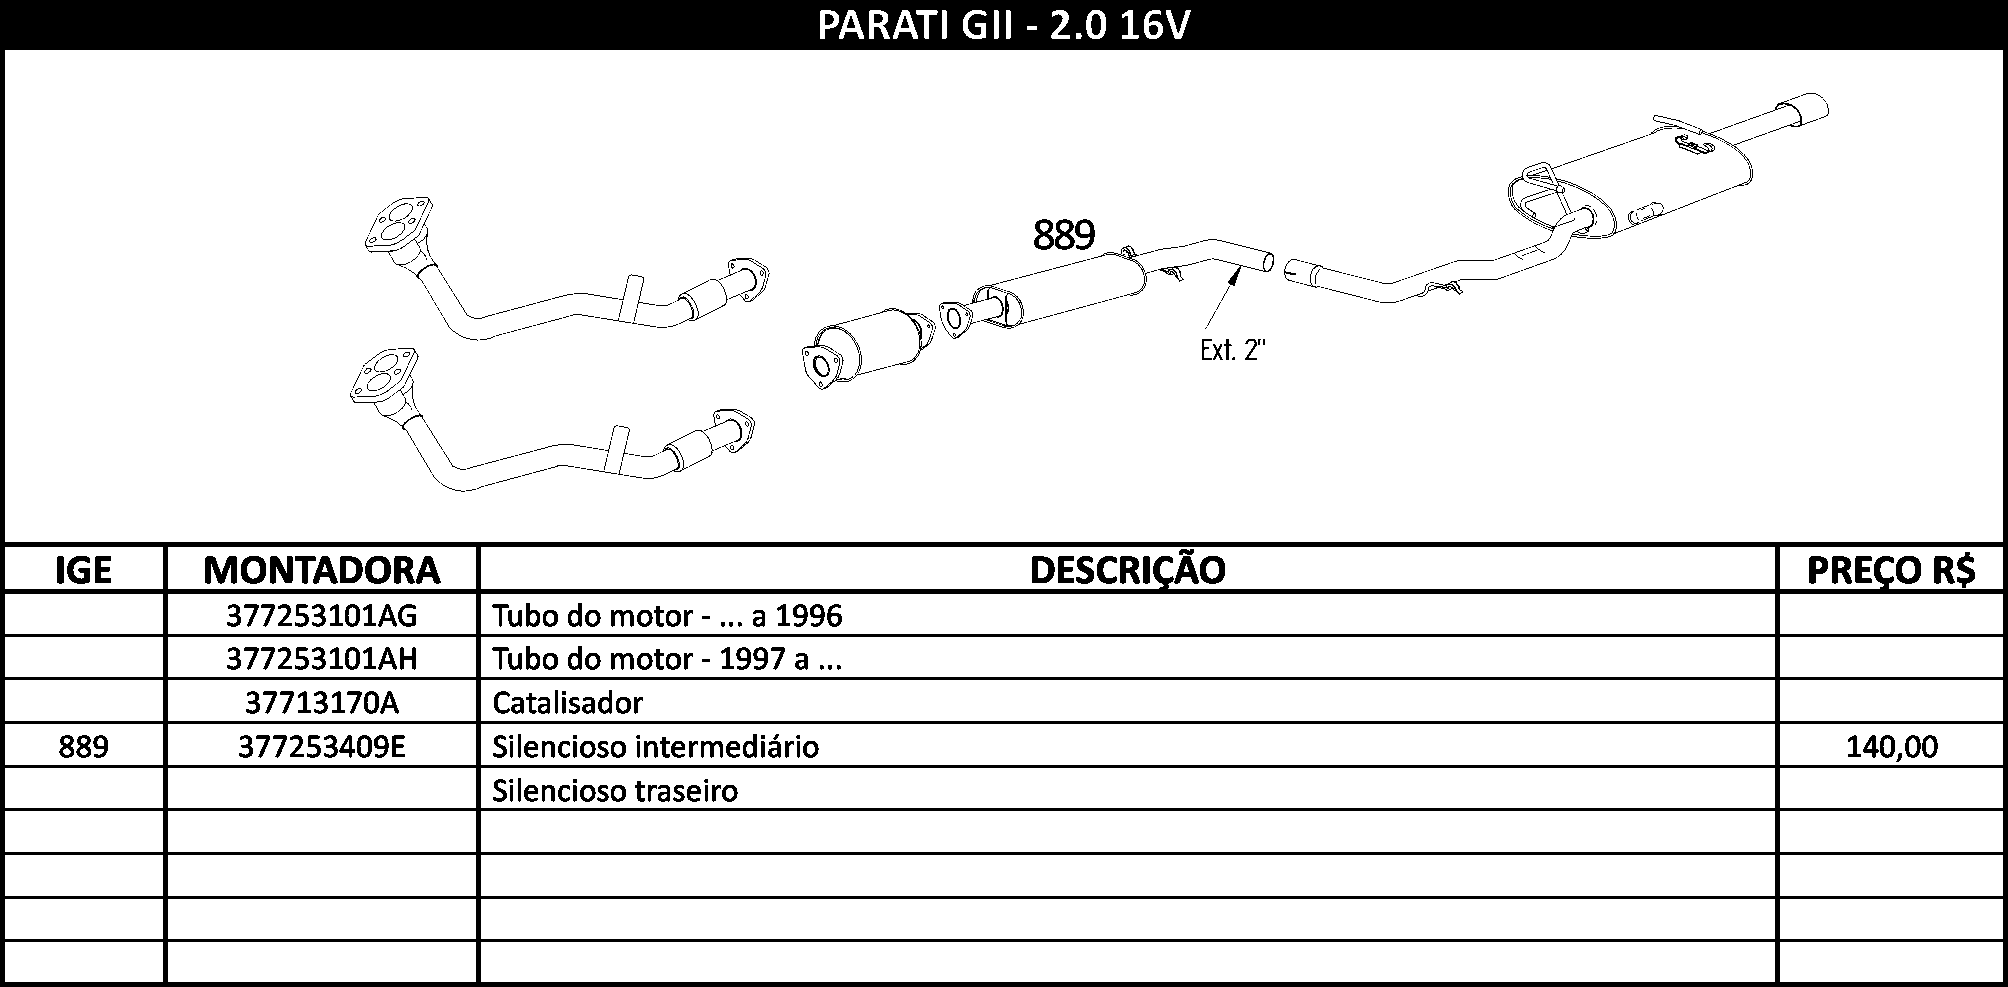 PARATI GII - 2.0 16V
889
Ext. 2"
IGE MONTADORA DESCRIÇÃO PREÇO R$
377253101AG Tubo do motor - ... a 1996
377253101AH Tubo do motor - 1997 a ...
37713170A Catalisador
889 377253409E Silencioso intermediário 140,00
Silencioso traseiro